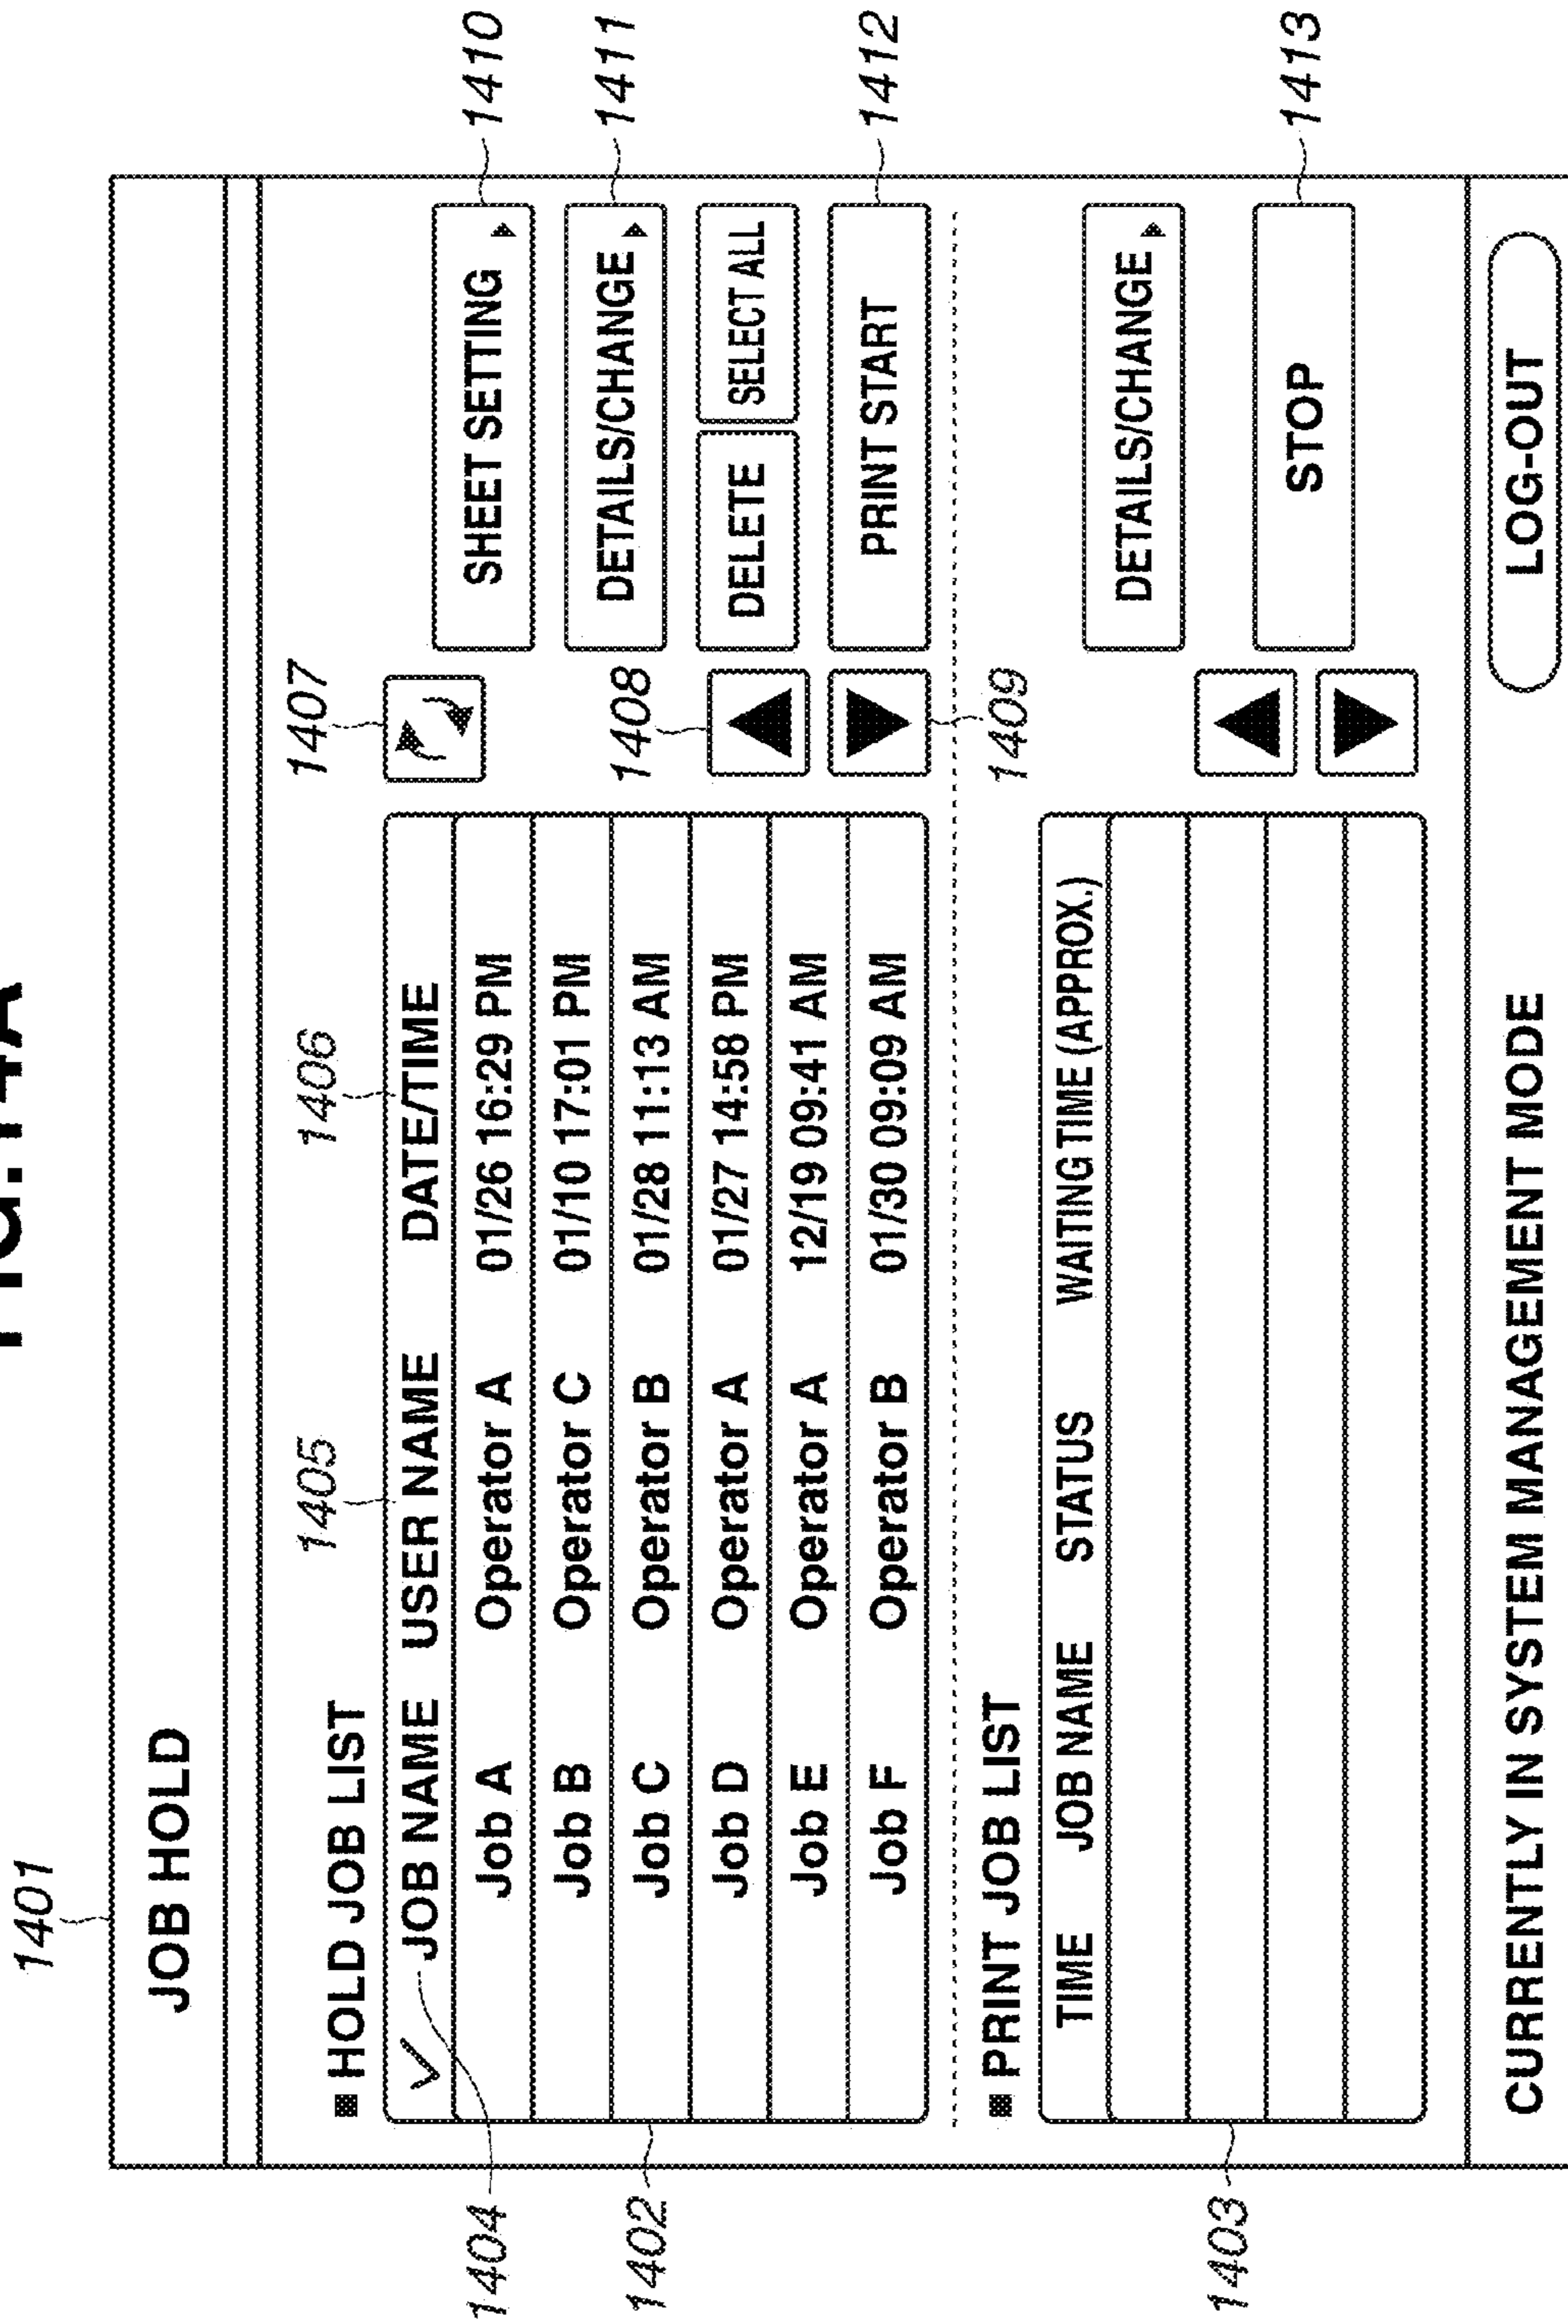 FIG.14A
1401
JOB HOLD
HOLD JOB LIST
1405
1406
1407
JOB NAME USER NAME DATE/TIME
Job A Operator A 01/26 16:29 PM
Job B Operator C 01/10 17:01 PM
Job C Operator B 01/28 11:13 AM
Job D Operator A 01/27 14:58 PM
Job E Operator A 12/19 09:41 AM
Job F Operator B 01/30 09:09 AM
1404
1402
1408
1409
SHEET SETTING
1410
DETAILS/CHANGE
1411
DELETE SELECT ALL
PRINT START
1412
PRINT JOB LIST
TIME JOB NAME STATUS WAITING TIME (APPROX.)
1403
DETAILS/CHANGE
STOP
1413
CURRENTLY IN SYSTEM MANAGEMENT MODE
LOG-OUT